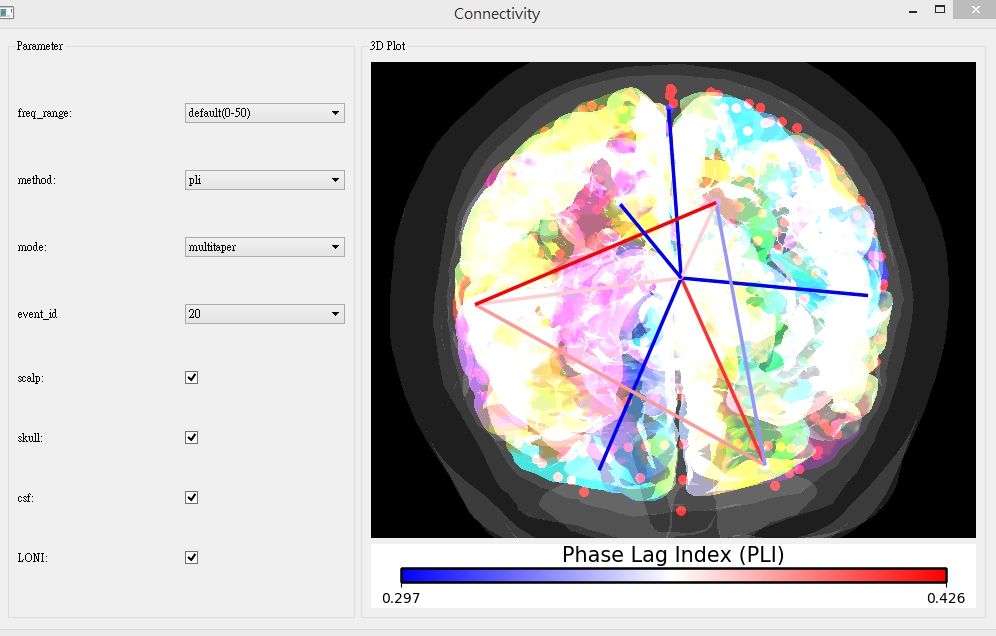 Connectivity
Parameter
freq_range: default(0-50)
method: pli
mode: multitaper
event_id 20
scalp:
skull:
csf:
LONI:
3D Plot
Phase Lag Index (PLI)
0.297 0.426